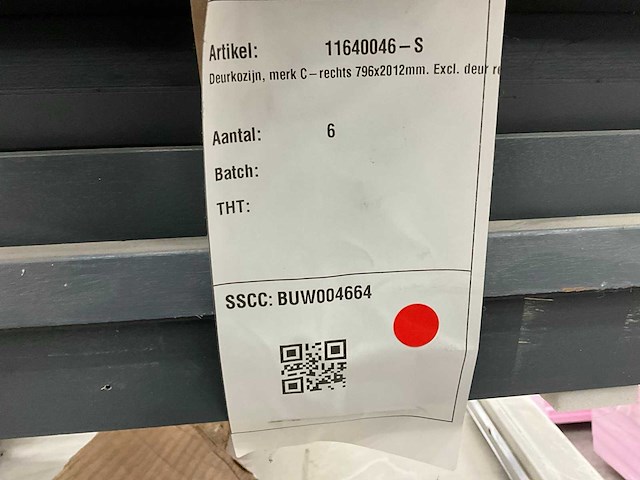 Artikel: 11640046-S
Deurkozijn, merk C-rechts 796x2012mm. Excl. deur
Aantal: 6
Batch:
THT:
SSCC: BUW004664